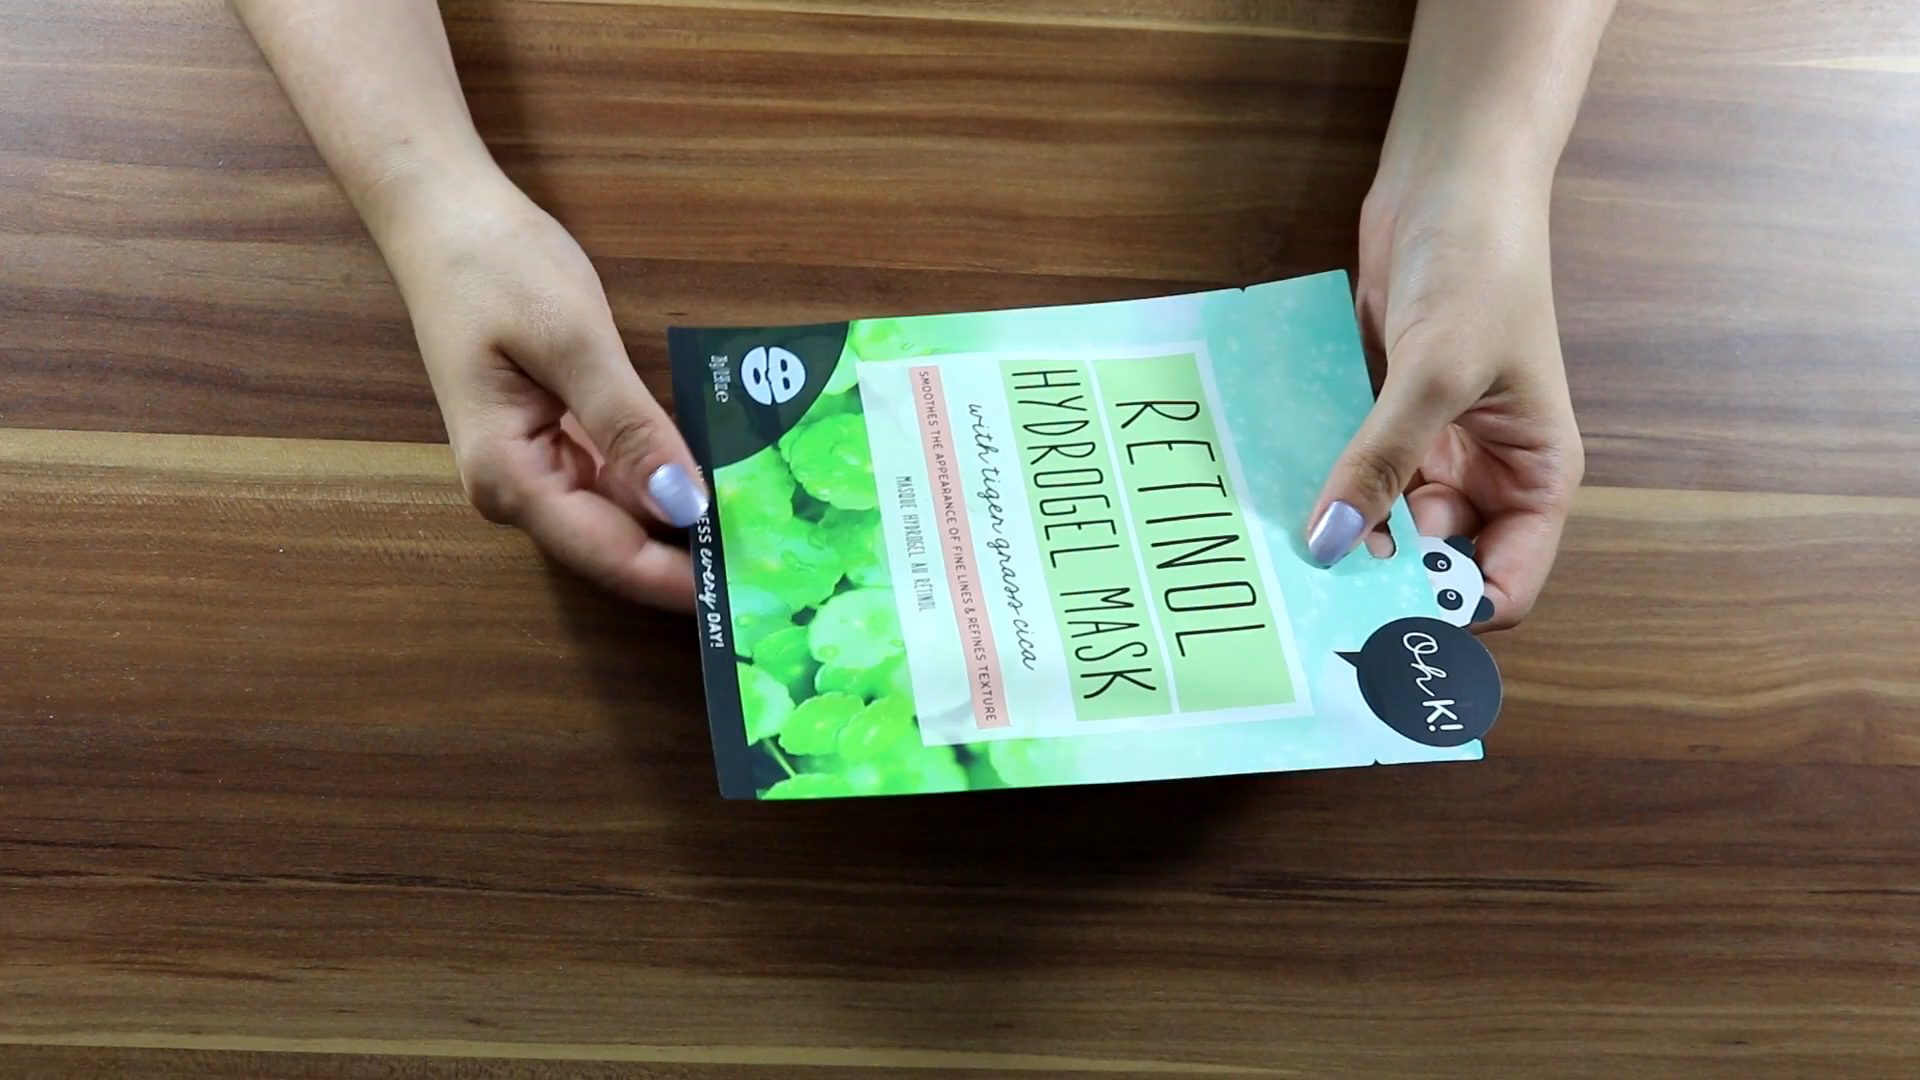 Oh K!
RETINOL
HYDROGEL MASK
with tiger grass cica
SMOOTHES THE APPEARANCE OF FINE LINES & REFINES TEXTURE
MASQUE HYDROGEL AU RÉTINOL
every DAY!